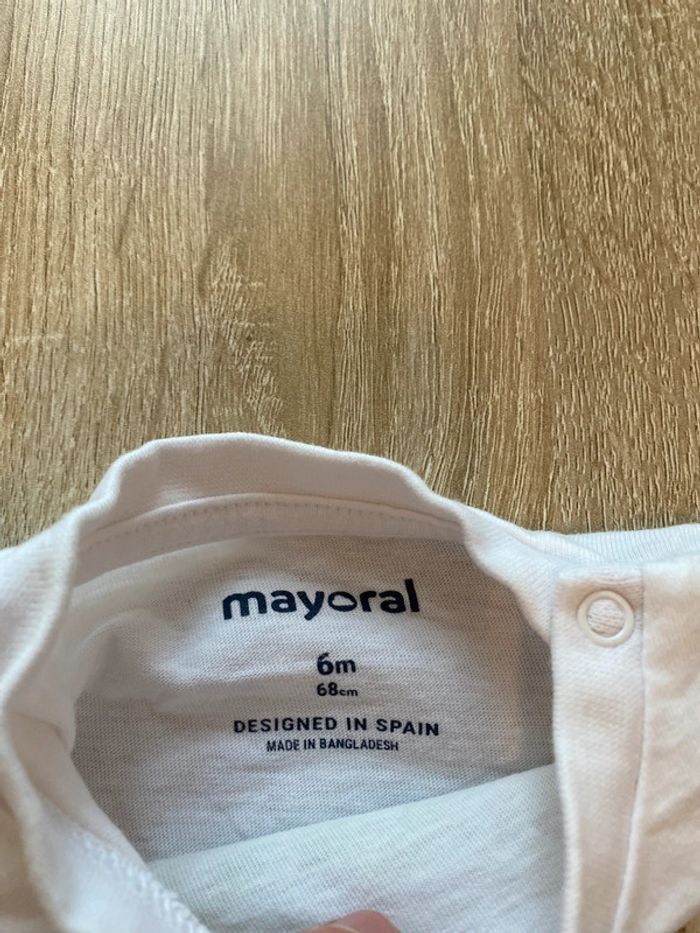 mayoral
6m
68cm
DESIGNED IN SPAIN
MADE IN BANGLADESH